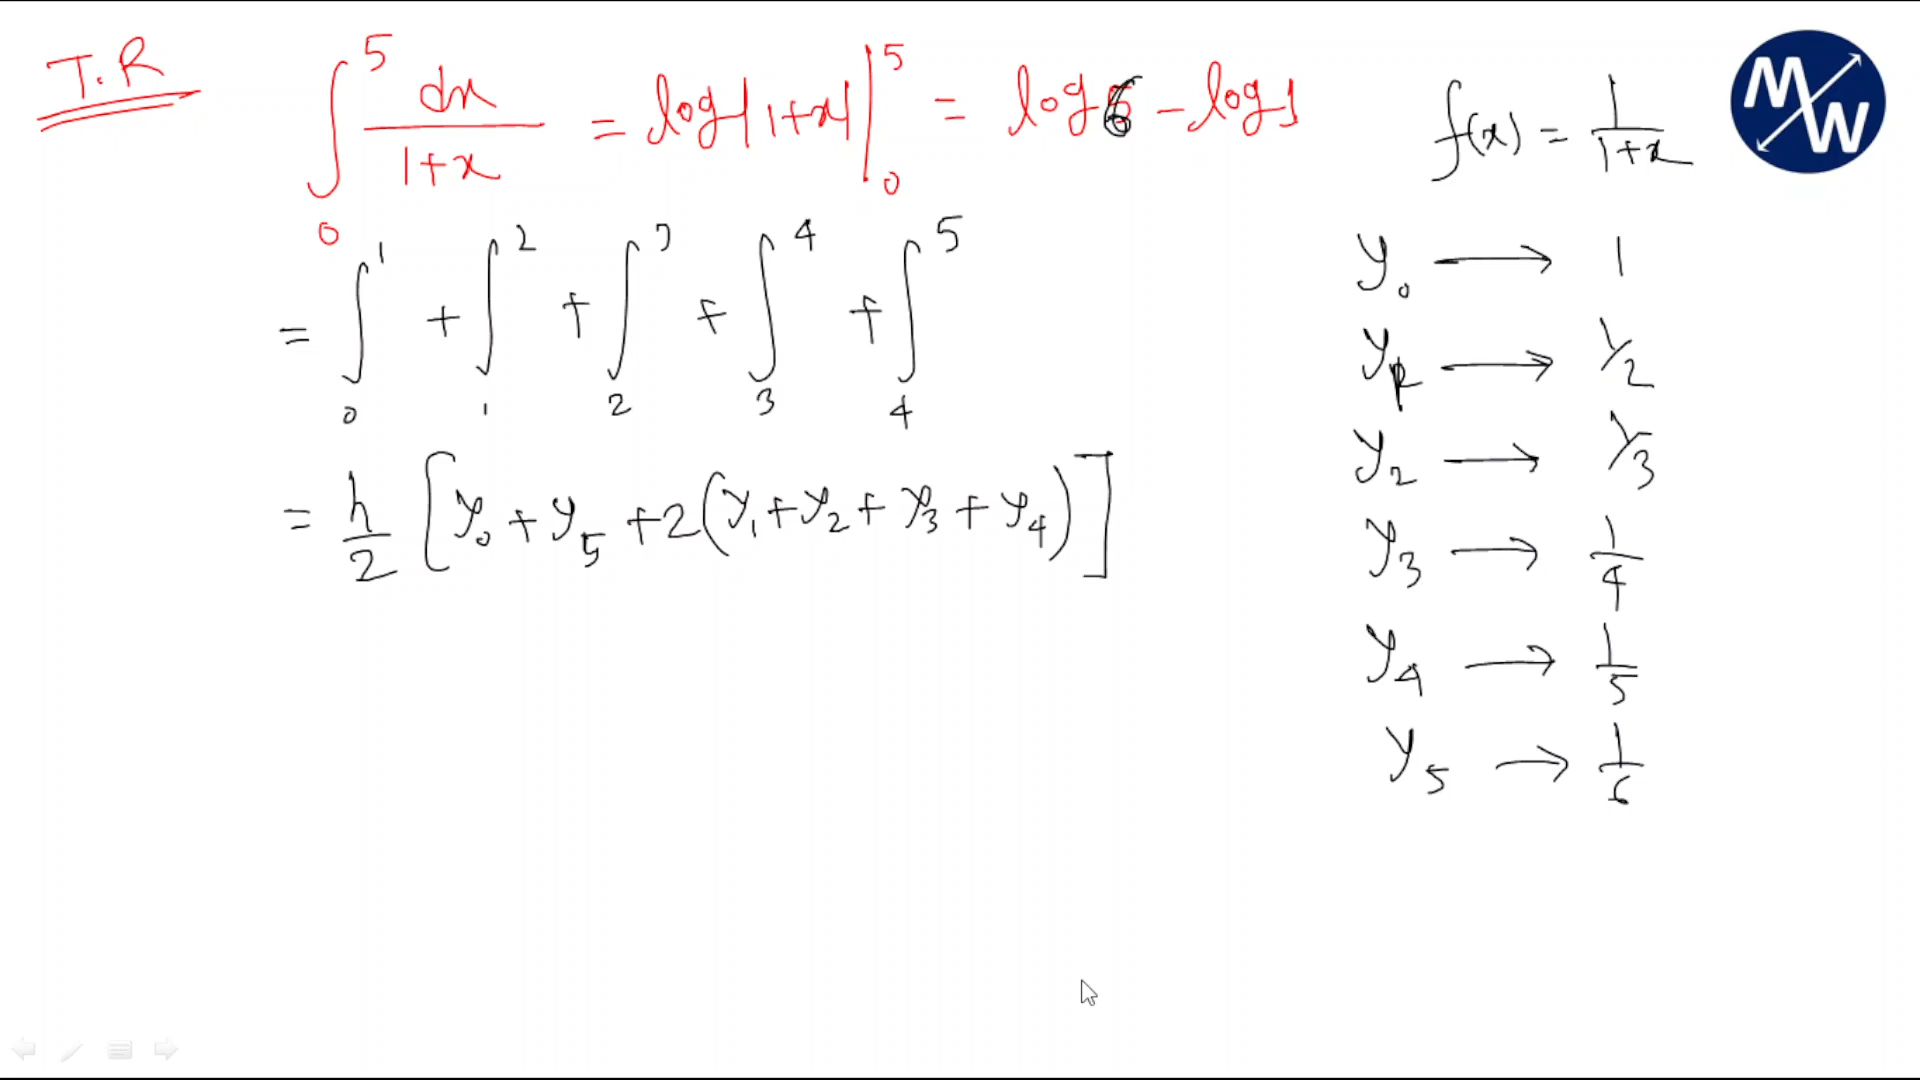 T.R
∫₀⁵ dx/(1+x) = log|1+x| |₀⁵ = log 6 - log 1
= ∫₀¹ + ∫₁² + ∫₂³ + ∫₃⁴ + ∫₄⁵
= h/2 [y₀ + y₅ + 2(y₁ + y₂ + y₃ + y₄)]
f(x) = 1/(1+x)
y₀ → 1
y₁ → 1/2
y₂ → 1/3
y₃ → 1/4
y₄ → 1/5
y₅ → 1/6
MW